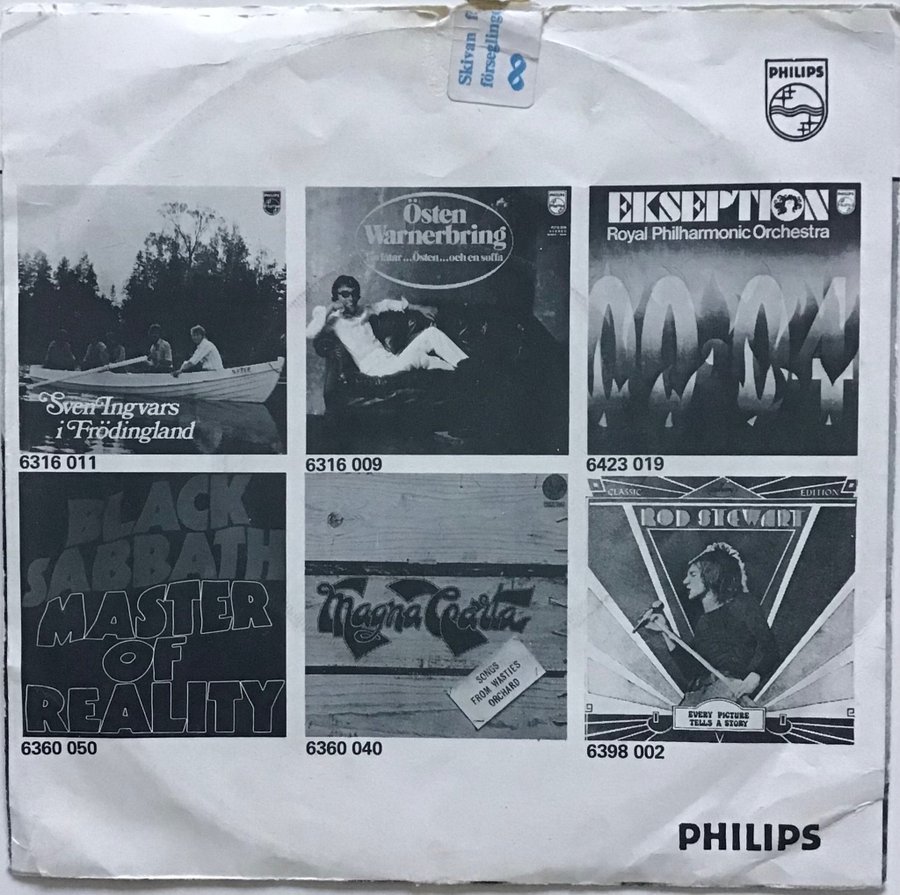 Skivan f
förseglinge
8
PHILIPS
Sven Ingvars
i Frödingland
6316 011
Östen
Warnerbring
...Östen...och en soffa
6316 009
EKSEPTION
Royal Philharmonic Orchestra
00.04
6423 019
BLACK
SABBATH
MASTER
OF
REALITY
6360 050
Magna Carta
SONGS
FROM WASTIES
ORCHARD
6360 040
CLASSIC EDITION
ROD STEWART
EVERY PICTURE
TELLS A STORY
6398 002
PHILIPS